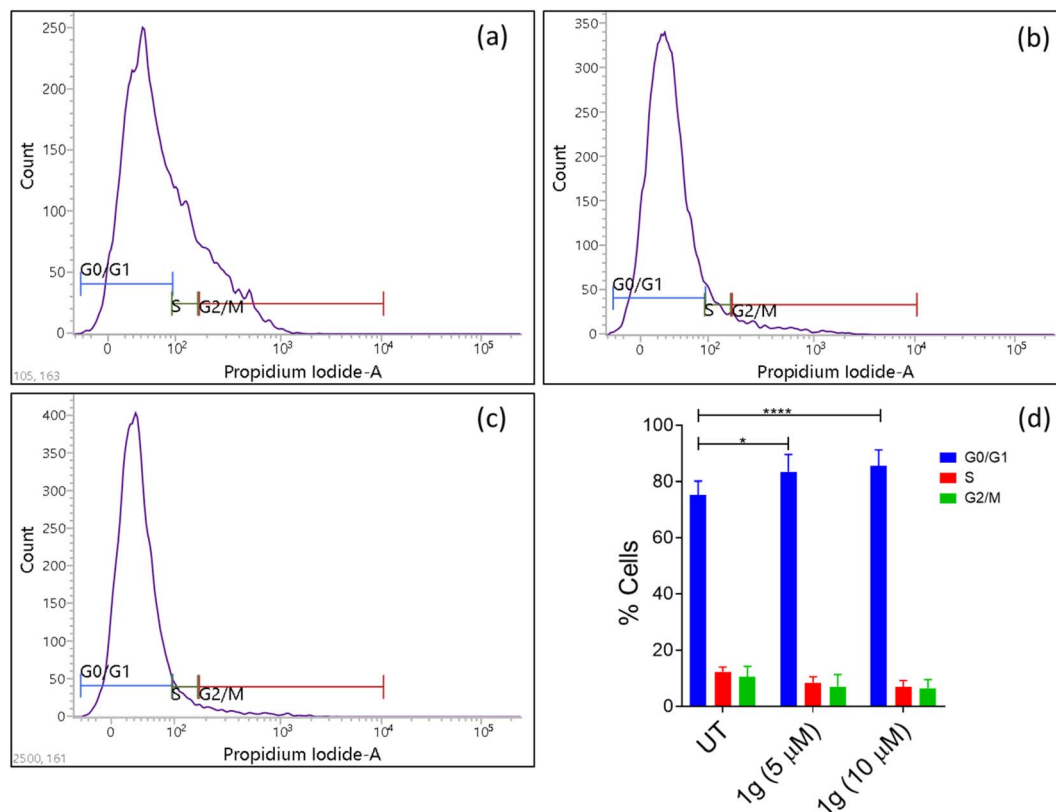 (a)
250
200
150
100
50
0
Count
G0/G1
S
G2/M
0
10²
10³
10⁴
10⁵
Propidium Iodide-A
105, 163
(b)
350
300
250
200
150
100
50
0
Count
G0/G1
S
G2/M
0
10²
10³
10⁴
10⁵
Propidium Iodide-A
(c)
400
350
300
250
200
150
100
50
0
Count
G0/G1
S
G2/M
0
10²
10³
10⁴
10⁵
Propidium Iodide-A
2500, 161
(d)
100
80
60
40
20
0
% Cells
****
*
G0/G1
S
G2/M
UT
1g (5 μM)
1g (10 μM)